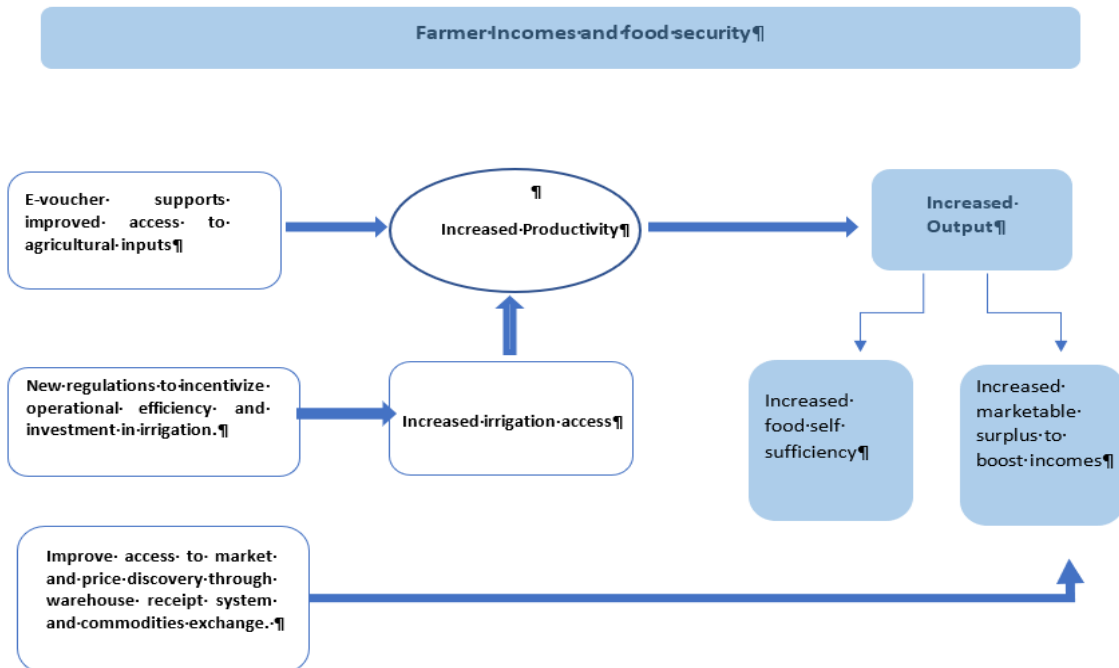 Farmer·Incomes·and·food·security¶
E-voucher· supports·
improved· access· to·
agricultural·inputs¶
¶
Increased·Productivity¶
Increased·
Output¶
New·regulations·to·incentivize·
operational· efficiency· and·
investment·in·irrigation.¶
Increased·irrigation·access¶
Increased·
food·self·
sufficiency¶
Increased·
marketable·
surplus·to·
boost·incomes¶
Improve· access· to· market·
and·price·discovery·through·
warehouse· receipt· system·
and·commodities·exchange.·¶